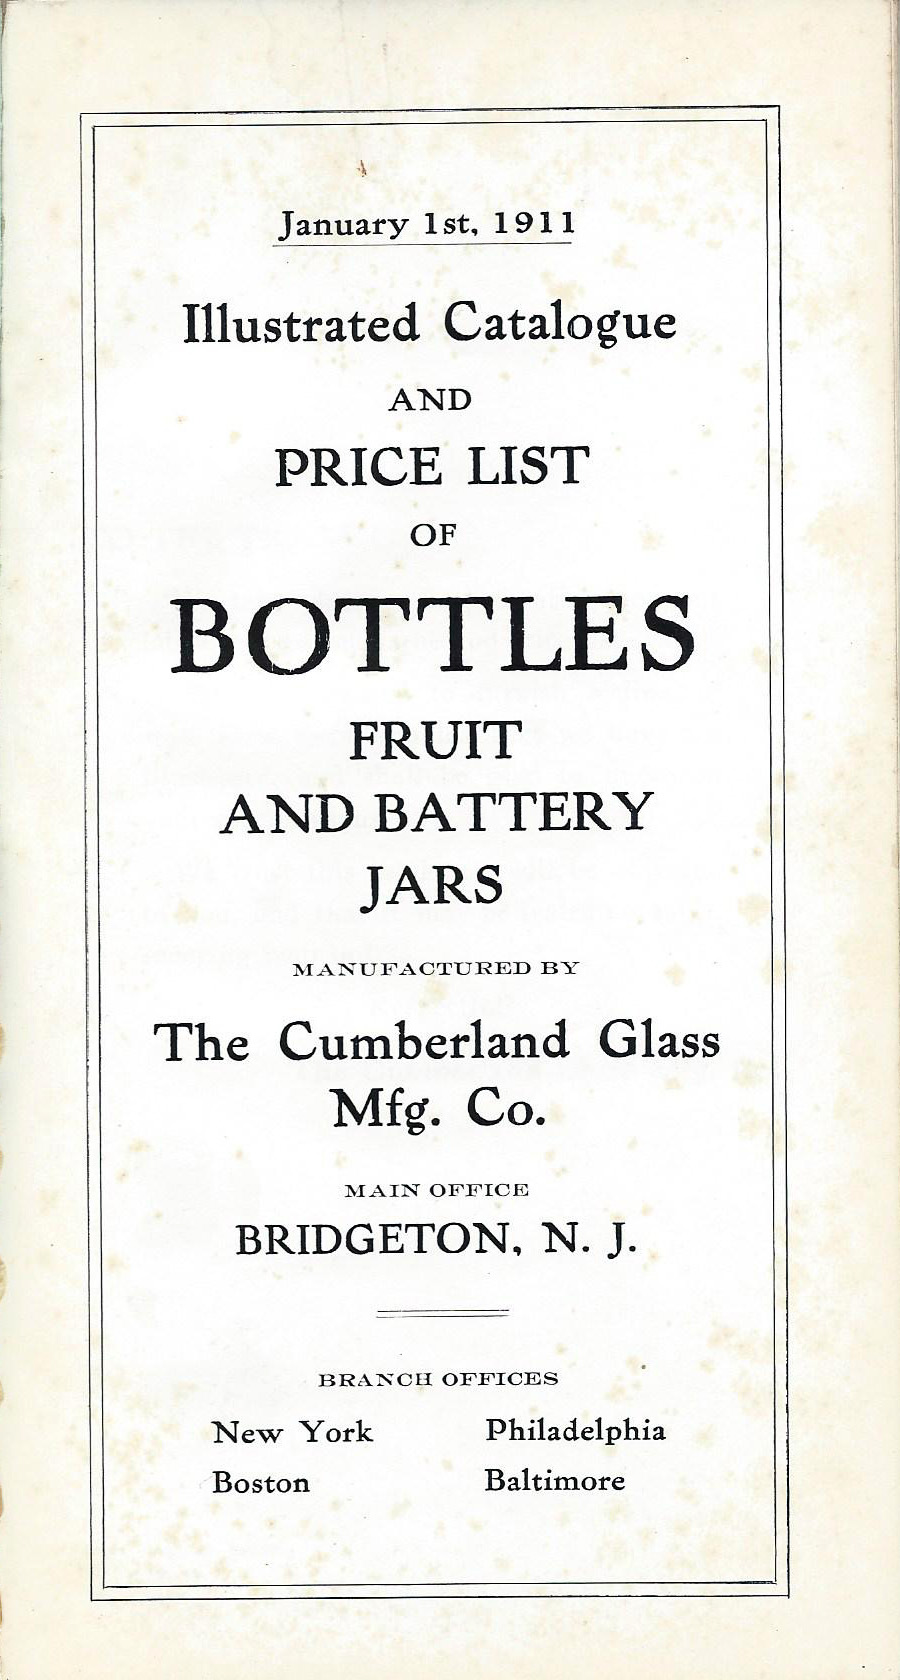 January 1st, 1911
Illustrated Catalogue
AND
PRICE LIST
OF
BOTTLES
FRUIT
AND BATTERY
JARS
MANUFACTURED BY
The Cumberland Glass
Mfg. Co.
MAIN OFFICE
BRIDGETON, N. J.
BRANCH OFFICES
New York Philadelphia
Boston Baltimore